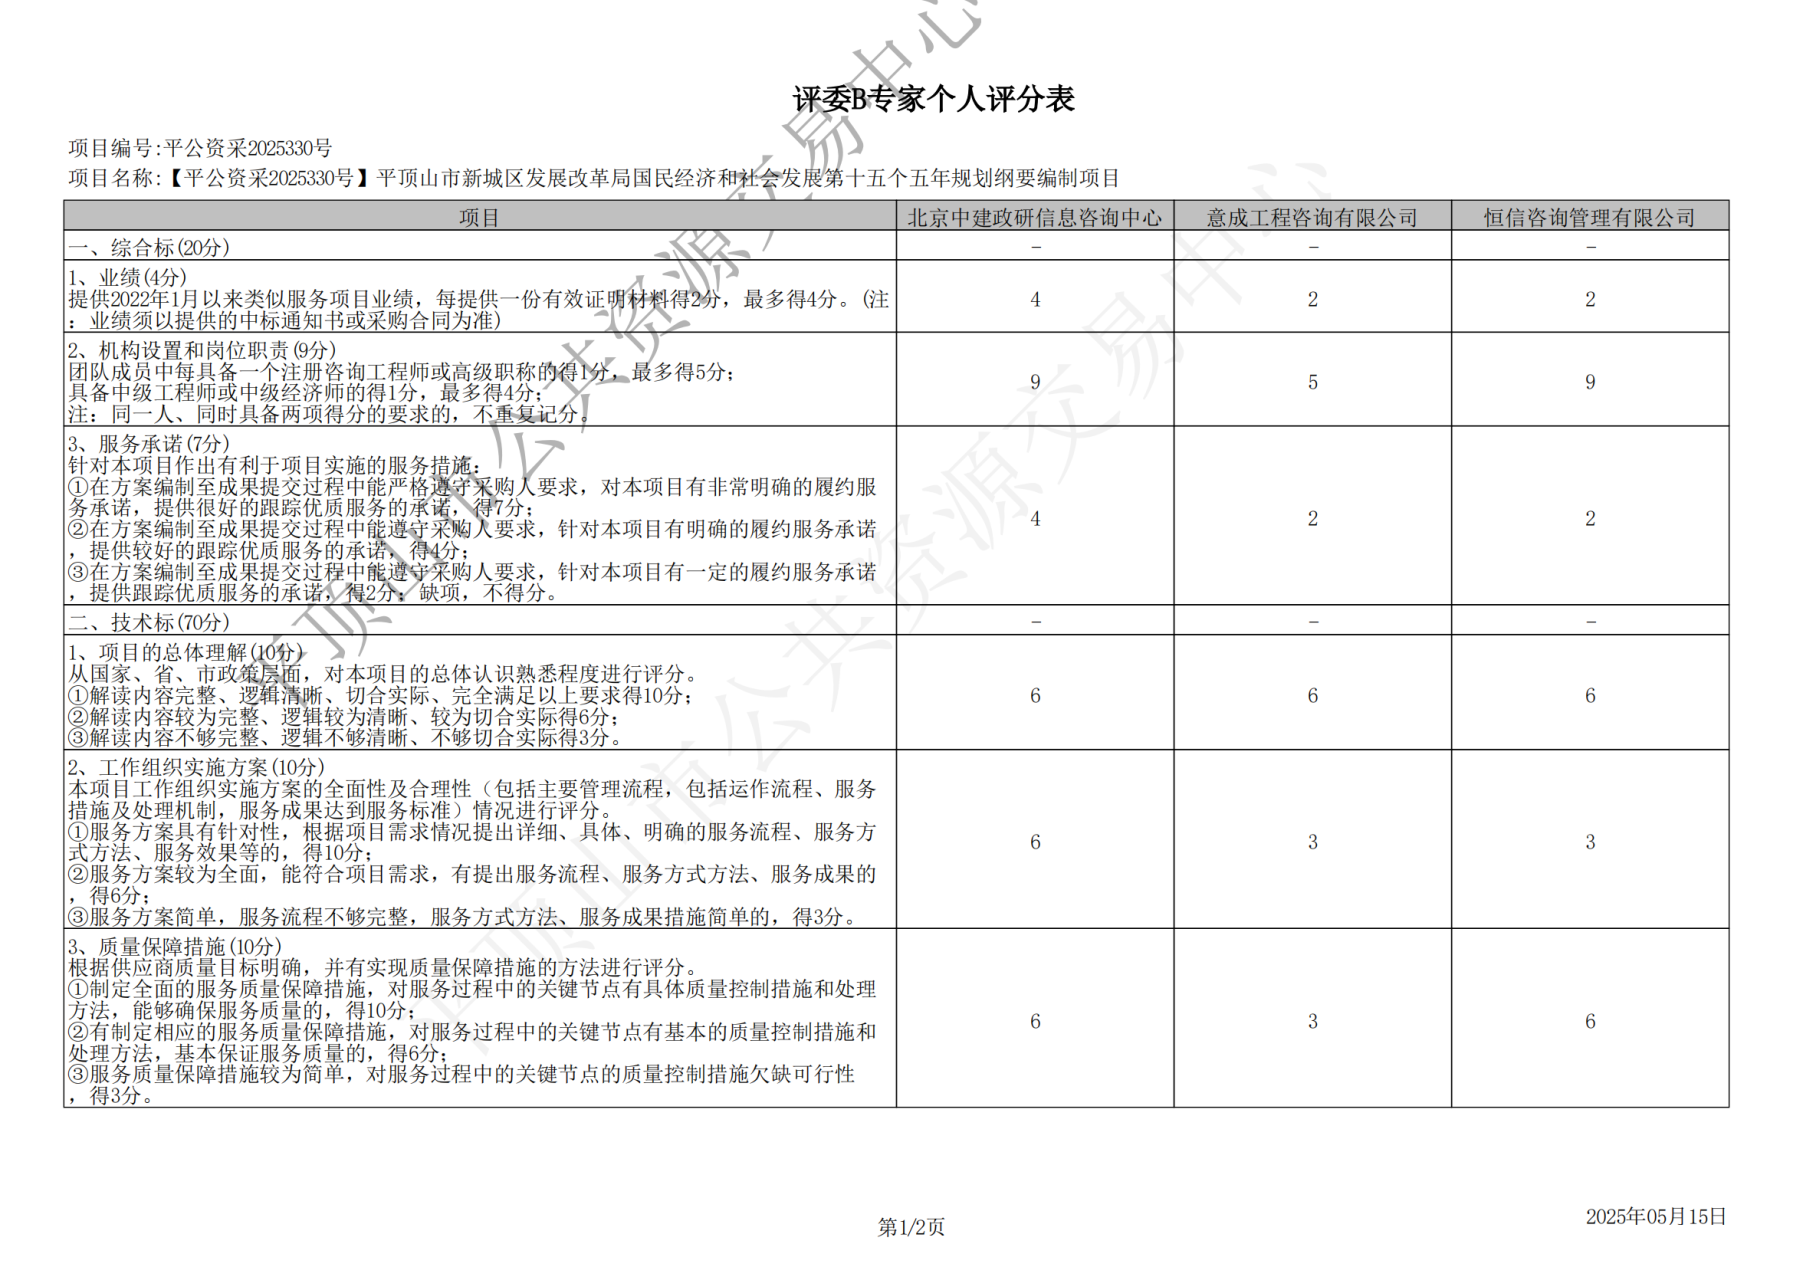 评委B专家个人评分表
项目编号:平公资采2025330号
项目名称:【平公资采2025330号】平顶山市新城区发展改革局国民经济和社会发展第十五个五年规划纲要编制项目
项目 北京中建政研信息咨询中心 意成工程咨询有限公司 恒信咨询管理有限公司
一、综合标(20分) - - -
1、业绩(4分)
提供2022年1月以来类似服务项目业绩，每提供一份有效证明材料得2分，最多得4分。(注
：业绩须以提供的中标通知书或采购合同为准)
4 2 2
2、机构设置和岗位职责(9分)
团队成员中每具备一个注册咨询工程师或高级职称的得1分，最多得5分；
具备中级工程师或中级经济师的得1分，最多得4分；
注：同一人、同时具备两项得分的要求的，不重复记分。
9 5 9
3、服务承诺(7分)
针对本项目作出有利于项目实施的服务措施：
①在方案编制至成果提交过程中能严格遵守采购人要求，对本项目有非常明确的履约服
务承诺，提供很好的跟踪优质服务的承诺，得7分；
②在方案编制至成果提交过程中能遵守采购人要求，针对本项目有明确的履约服务承诺
，提供较好的跟踪优质服务的承诺，得4分；
③在方案编制至成果提交过程中能遵守采购人要求，针对本项目有一定的履约服务承诺
，提供跟踪优质服务的承诺，得2分；缺项，不得分。
4 2 2
二、技术标(70分) - - -
1、项目的总体理解(10分)
从国家、省、市政策层面，对本项目的总体认识熟悉程度进行评分。
①解读内容完整、逻辑清晰、切合实际、完全满足以上要求得10分；
②解读内容较为完整、逻辑较为清晰、较为切合实际得6分；
③解读内容不够完整、逻辑不够清晰、不够切合实际得3分。
6 6 6
2、工作组织实施方案(10分)
本项目工作组织实施方案的全面性及合理性（包括主要管理流程，包括运作流程、服务
措施及处理机制，服务成果达到服务标准）情况进行评分。
①服务方案具有针对性，根据项目需求情况提出详细、具体、明确的服务流程、服务方
式方法、服务效果等的，得10分；
②服务方案较为全面，能符合项目需求，有提出服务流程、服务方式方法、服务成果的
，得6分；
③服务方案简单，服务流程不够完整，服务方式方法、服务成果措施简单的，得3分。
6 3 3
3、质量保障措施(10分)
根据供应商质量目标明确，并有实现质量保障措施的方法进行评分。
①制定全面的服务质量保障措施，对服务过程中的关键节点有具体质量控制措施和处理
方法，能够确保服务质量的，得10分；
②有制定相应的服务质量保障措施，对服务过程中的关键节点有基本的质量控制措施和
处理方法，基本保证服务质量的，得6分；
③服务质量保障措施较为简单，对服务过程中的关键节点的质量控制措施欠缺可行性
，得3分。
6 3 6
平顶山市公共资源交易中心
平顶山市公共资源交易中心
第1/2页
2025年05月15日